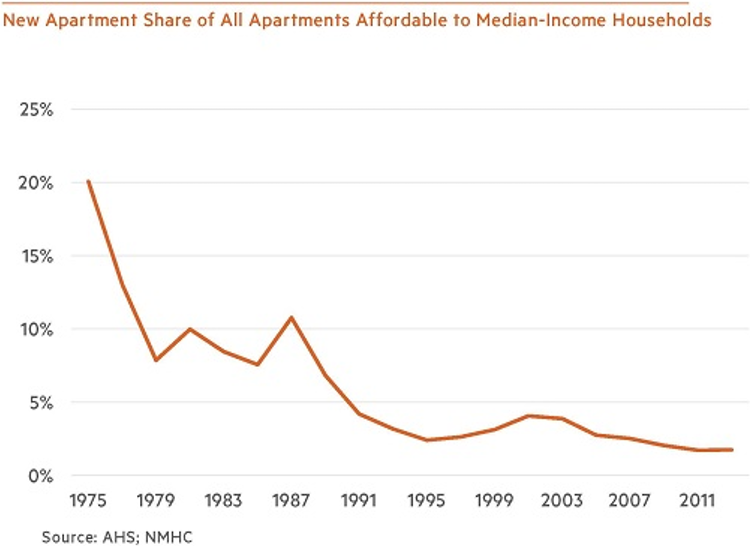 New Apartment Share of All Apartments Affordable to Median-Income Households
25%
20%
15%
10%
5%
0%
1975 1979 1983 1987 1991 1995 1999 2003 2007 2011
Source: AHS; NMHC